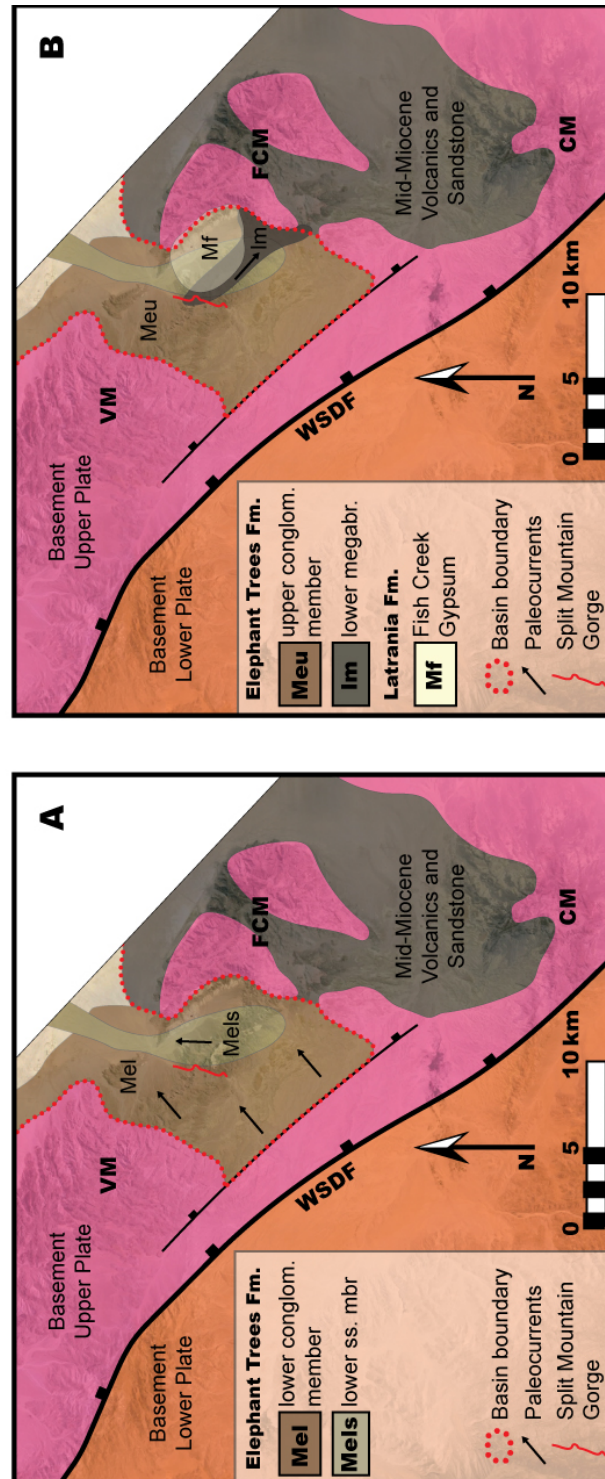 A
Basement
Upper Plate
VM
Basement
Lower Plate
Mel
Mels
FCM
WSDF
Mid-Miocene
Volcanics and
Sandstone
CM
Elephant Trees Fm.
Mel
lower conglom.
member
Mels
lower ss. mbr
Basin boundary
Paleocurrents
Split Mountain
Gorge
N
0 5 10 km
B
Basement
Upper Plate
VM
Basement
Lower Plate
Meu
Mf
lm
FCM
WSDF
Mid-Miocene
Volcanics and
Sandstone
CM
Elephant Trees Fm.
Meu
upper conglom.
member
lm
lower megabr.
Latrania Fm.
Mf
Fish Creek
Gypsum
Basin boundary
Paleocurrents
Split Mountain
Gorge
N
0 5 10 km